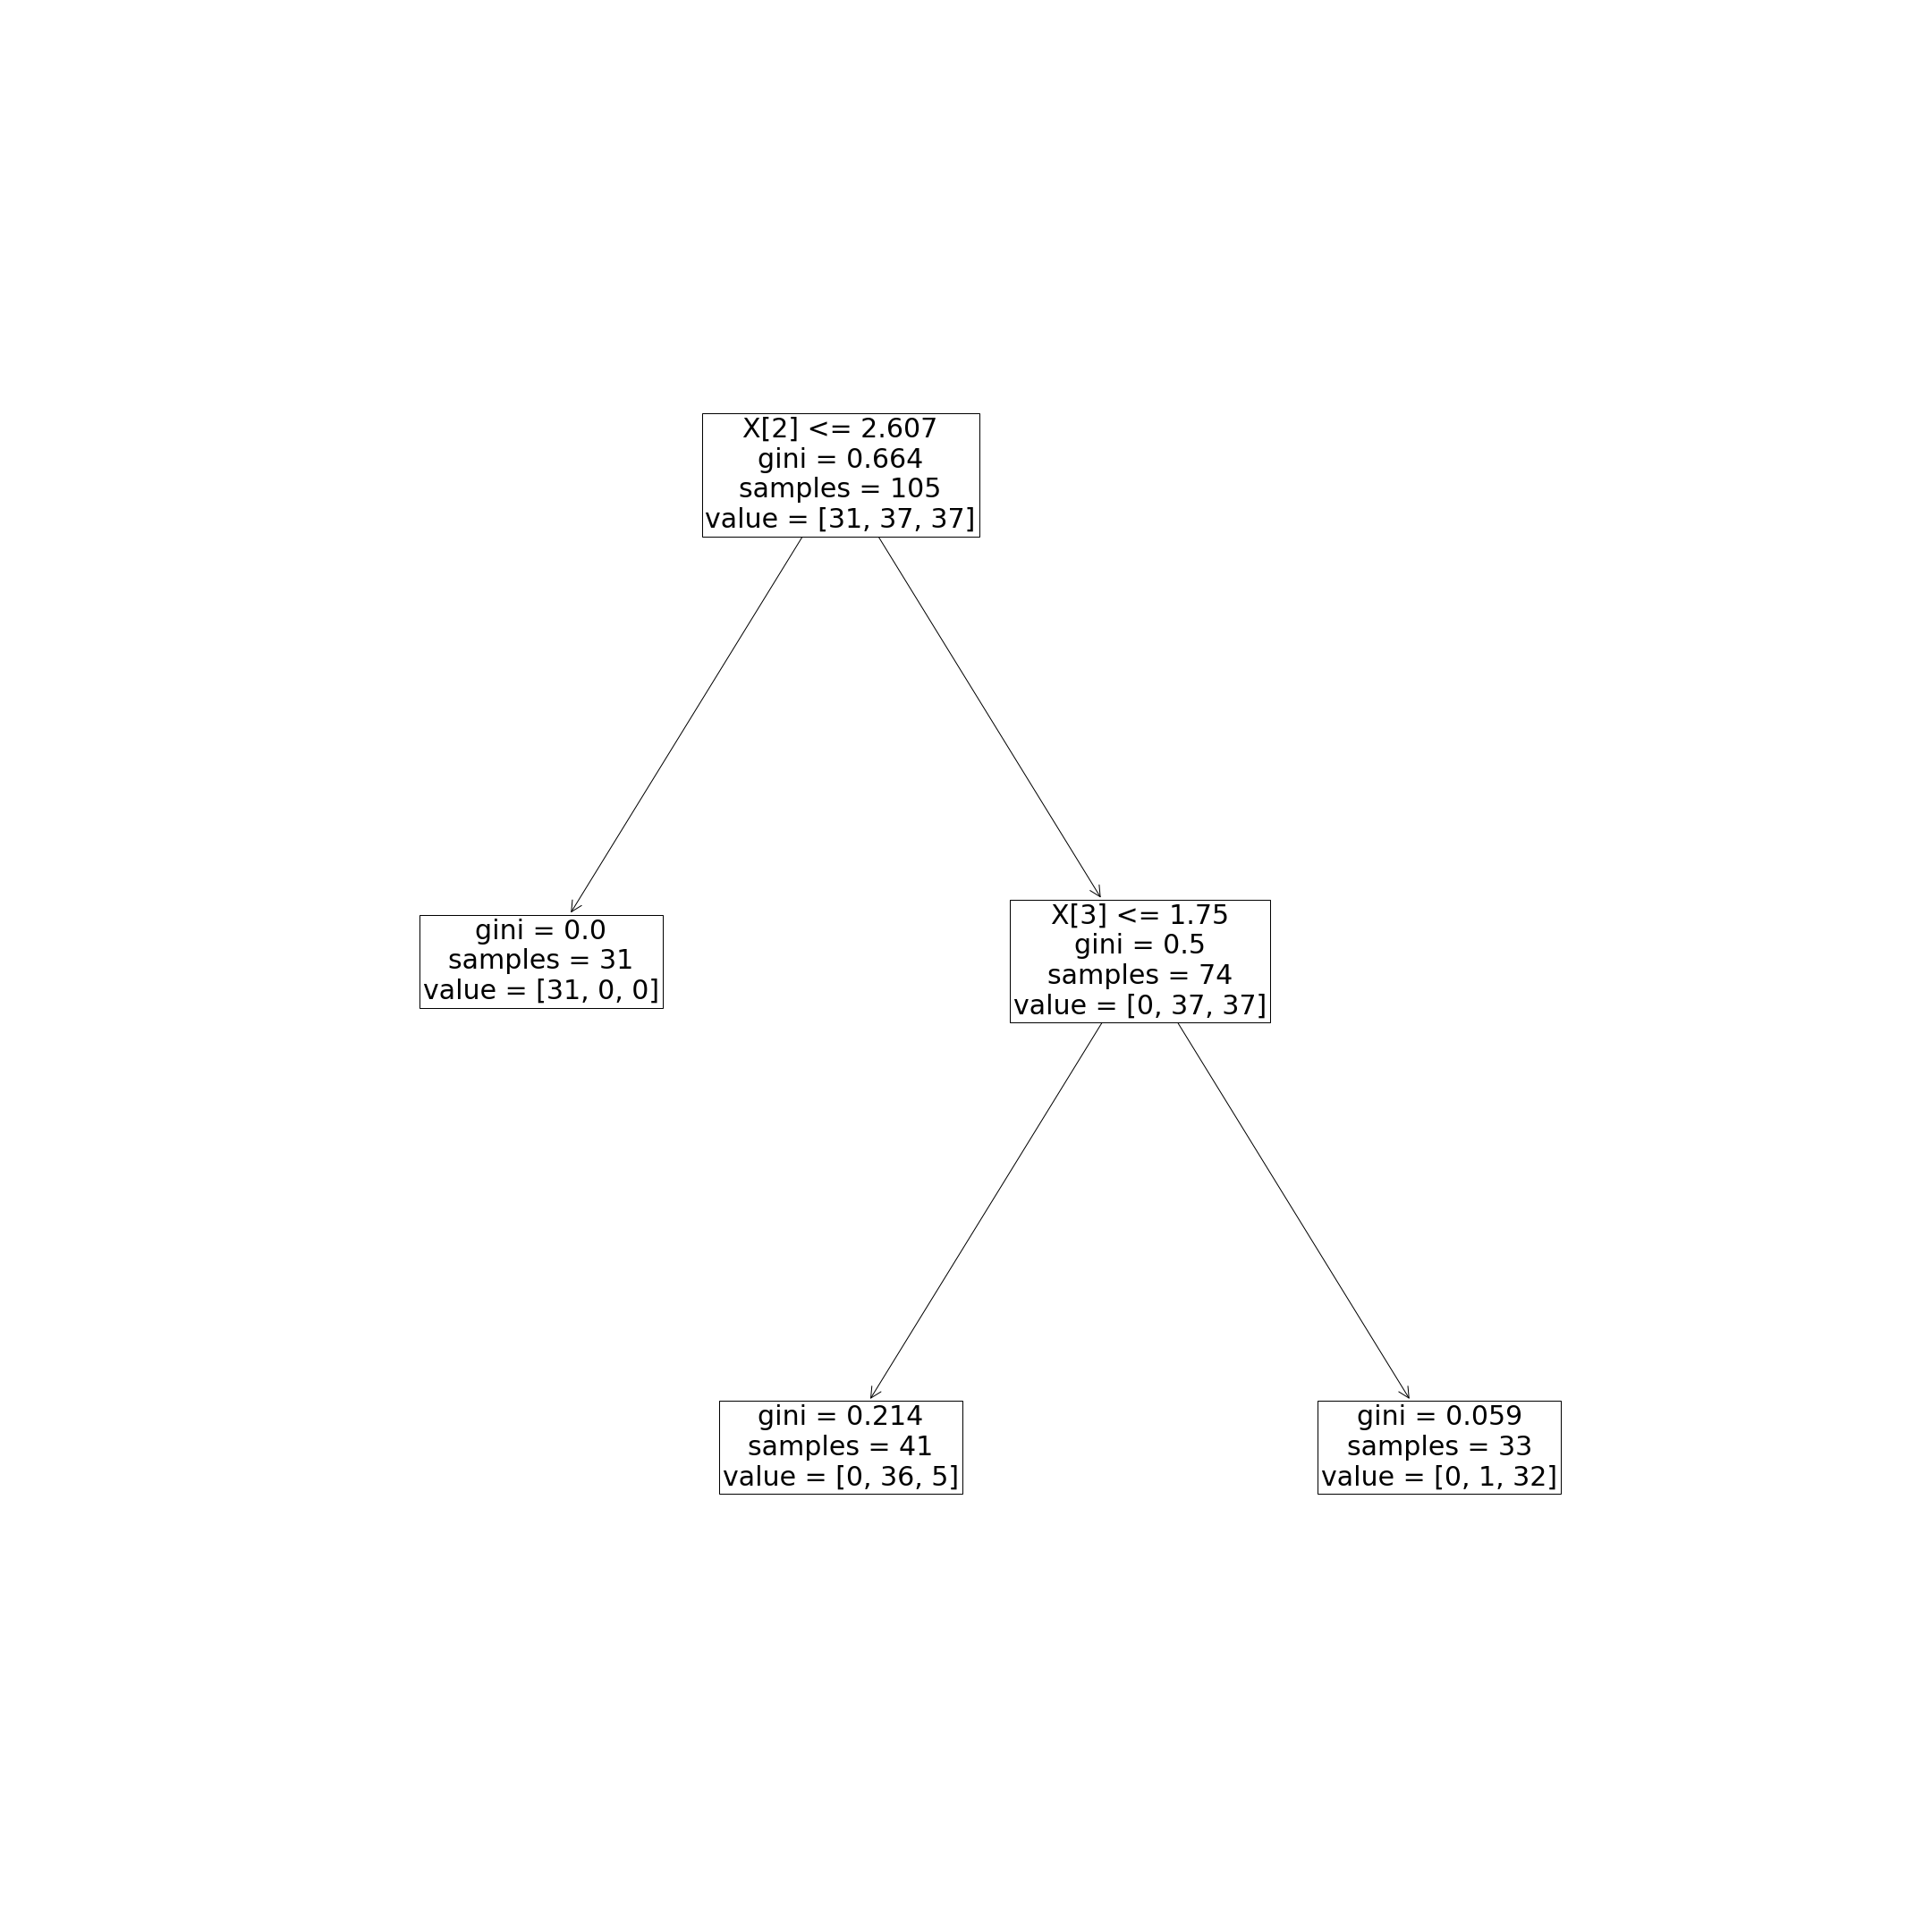 X[2] <= 2.607
gini = 0.664
samples = 105
value = [31, 37, 37]
gini = 0.0
samples = 31
value = [31, 0, 0]
X[3] <= 1.75
gini = 0.5
samples = 74
value = [0, 37, 37]
gini = 0.214
samples = 41
value = [0, 36, 5]
gini = 0.059
samples = 33
value = [0, 1, 32]